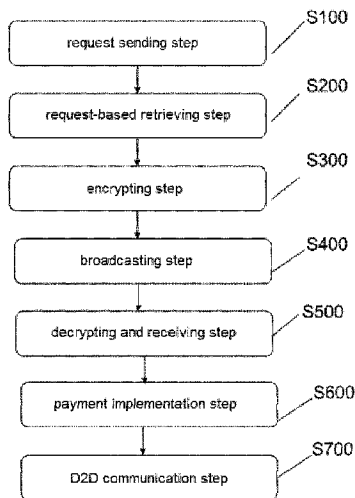 S100
request sending step
S200
request-based retrieving step
S300
encrypting step
S400
broadcasting step
S500
decrypting and receiving step
S600
payment implementation step
S700
D2D communication step